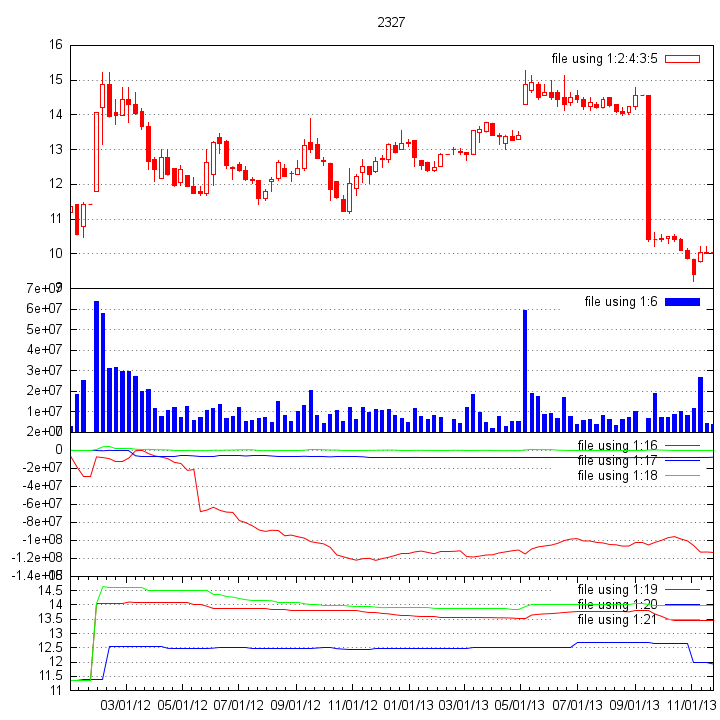 2327
16
file using 1:2:4:3:5
15
14
13
12
11
10
9
7e+07
file using 1:6
6e+07
5e+07
4e+07
3e+07
2e+07
1e+07
0
2e+07
file using 1:16
0
file using 1:17
-2e+07
file using 1:18
-4e+07
-6e+07
-8e+07
-1e+08
-1.2e+08
-1.4e+08
15
14.5
file using 1:19
14
file using 1:20
13.5
file using 1:21
13
12.5
12
11.5
11
03/01/12 05/01/12 07/01/12 09/01/12 11/01/12 01/01/13 03/01/13 05/01/13 07/01/13 09/01/13 11/01/13